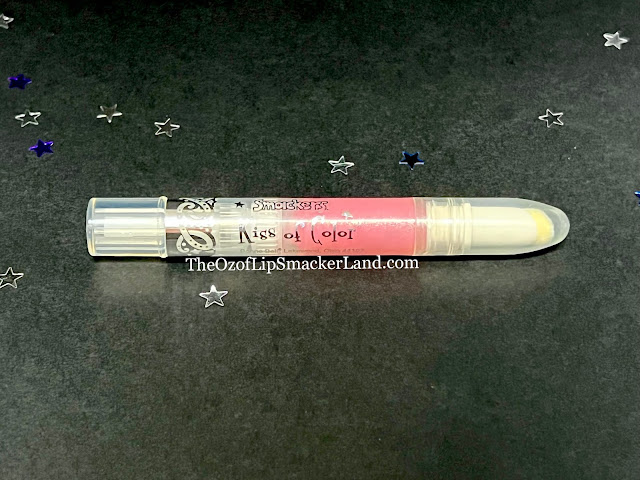 Smackers
Kiss of Color
TheOzofLipSmackerLand.com